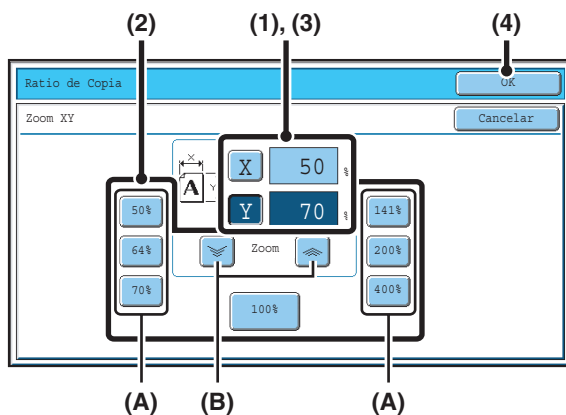 (2) (1), (3) (4)
Ratio de Copia OK
Zoom XY Cancelar
X
A Y
X 50 %
Y 70 %
50% 141%
64% Zoom 200%
70% 400%
100%
(A) (B) (A)